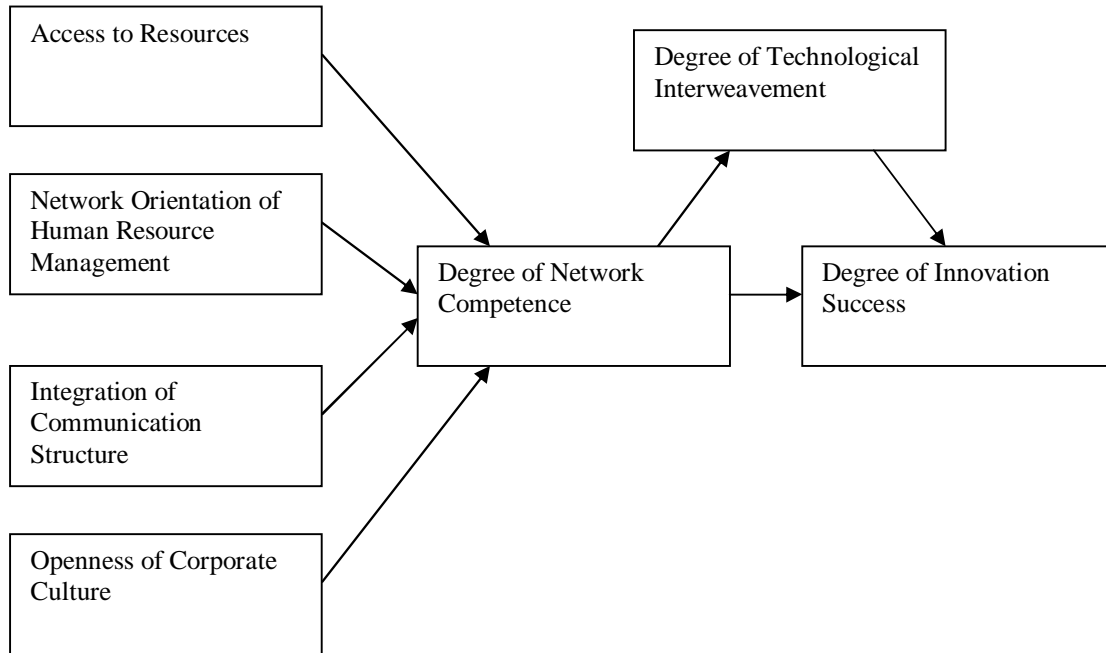 Access to Resources
Degree of Technological
Interweavement
Network Orientation of
Human Resource
Management
Degree of Network
Competence
Degree of Innovation
Success
Integration of
Communication
Structure
Openness of Corporate
Culture